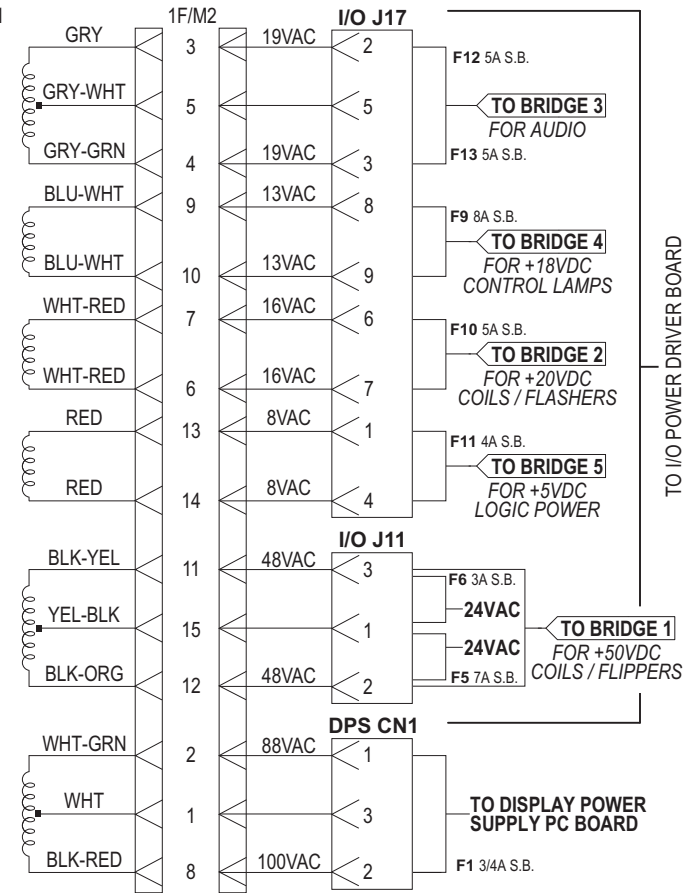 1F/M2
I/O J17
GRY 3 19VAC 2
F12 5A S.B.
GRY-WHT 5 5
TO BRIDGE 3
FOR AUDIO
GRY-GRN 4 19VAC 3
F13 5A S.B.
BLU-WHT 9 13VAC 8
F9 8A S.B.
TO BRIDGE 4
FOR +18VDC
CONTROL LAMPS
BLU-WHT 10 13VAC 9
WHT-RED 7 16VAC 6
F10 5A S.B.
TO BRIDGE 2
FOR +20VDC
COILS / FLASHERS
WHT-RED 6 16VAC 7
RED 13 8VAC 1
F11 4A S.B.
TO BRIDGE 5
FOR +5VDC
LOGIC POWER
RED 14 8VAC 4
I/O J11
BLK-YEL 11 48VAC 3
F6 3A S.B.
24VAC
YEL-BLK 15 1
TO BRIDGE 1
24VAC
FOR +50VDC
COILS / FLIPPERS
BLK-ORG 12 48VAC 2
F5 7A S.B.
DPS CN1
WHT-GRN 2 88VAC 1
WHT 1 3
TO DISPLAY POWER
SUPPLY PC BOARD
BLK-RED 8 100VAC 2
F1 3/4A S.B.
TO I/O POWER DRIVER BOARD